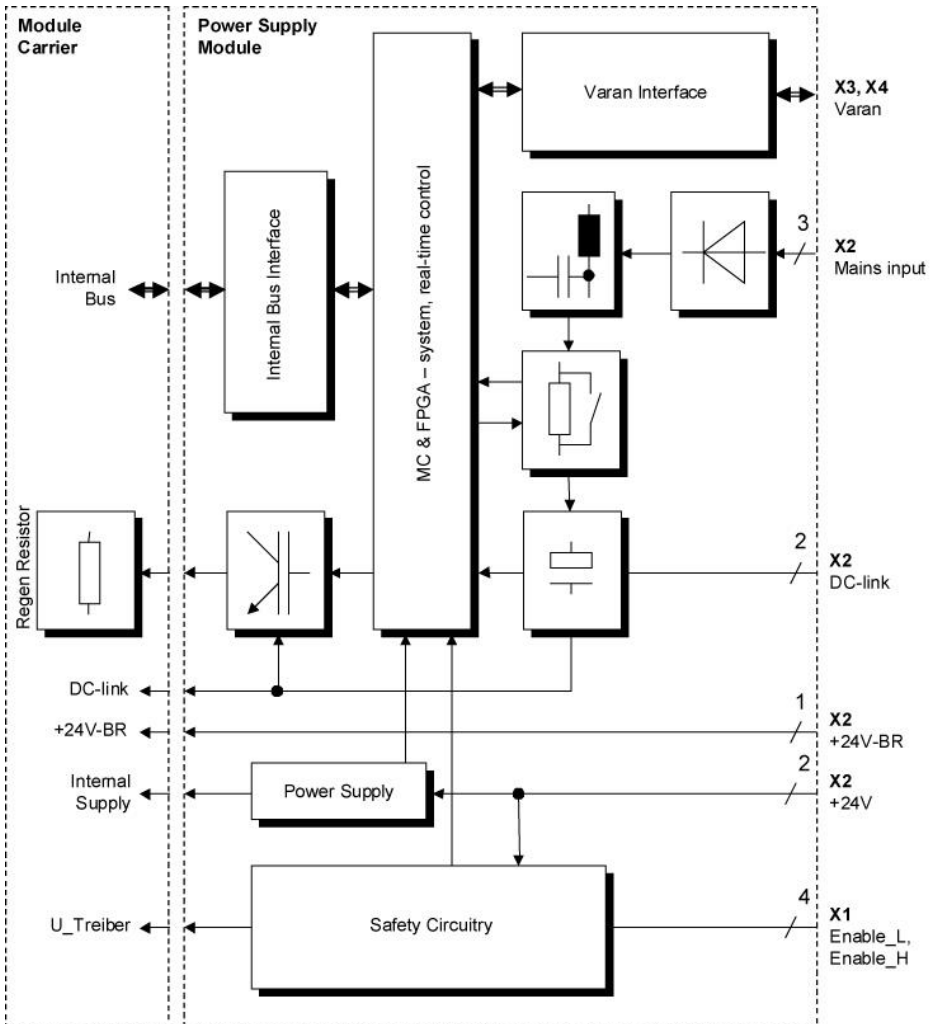 Module
Carrier
Power Supply
Module
Varan Interface
X3, X4
Varan
3
X2
Mains input
Internal
Bus
Internal Bus Interface
MC & FPGA – system, real-time control
Regen Resistor
2
X2
DC-link
DC-link
1
+24V-BR
X2
+24V-BR
2
Internal
Supply
Power Supply
X2
+24V
4
U_Treiber
Safety Circuitry
X1
Enable_L,
Enable_H